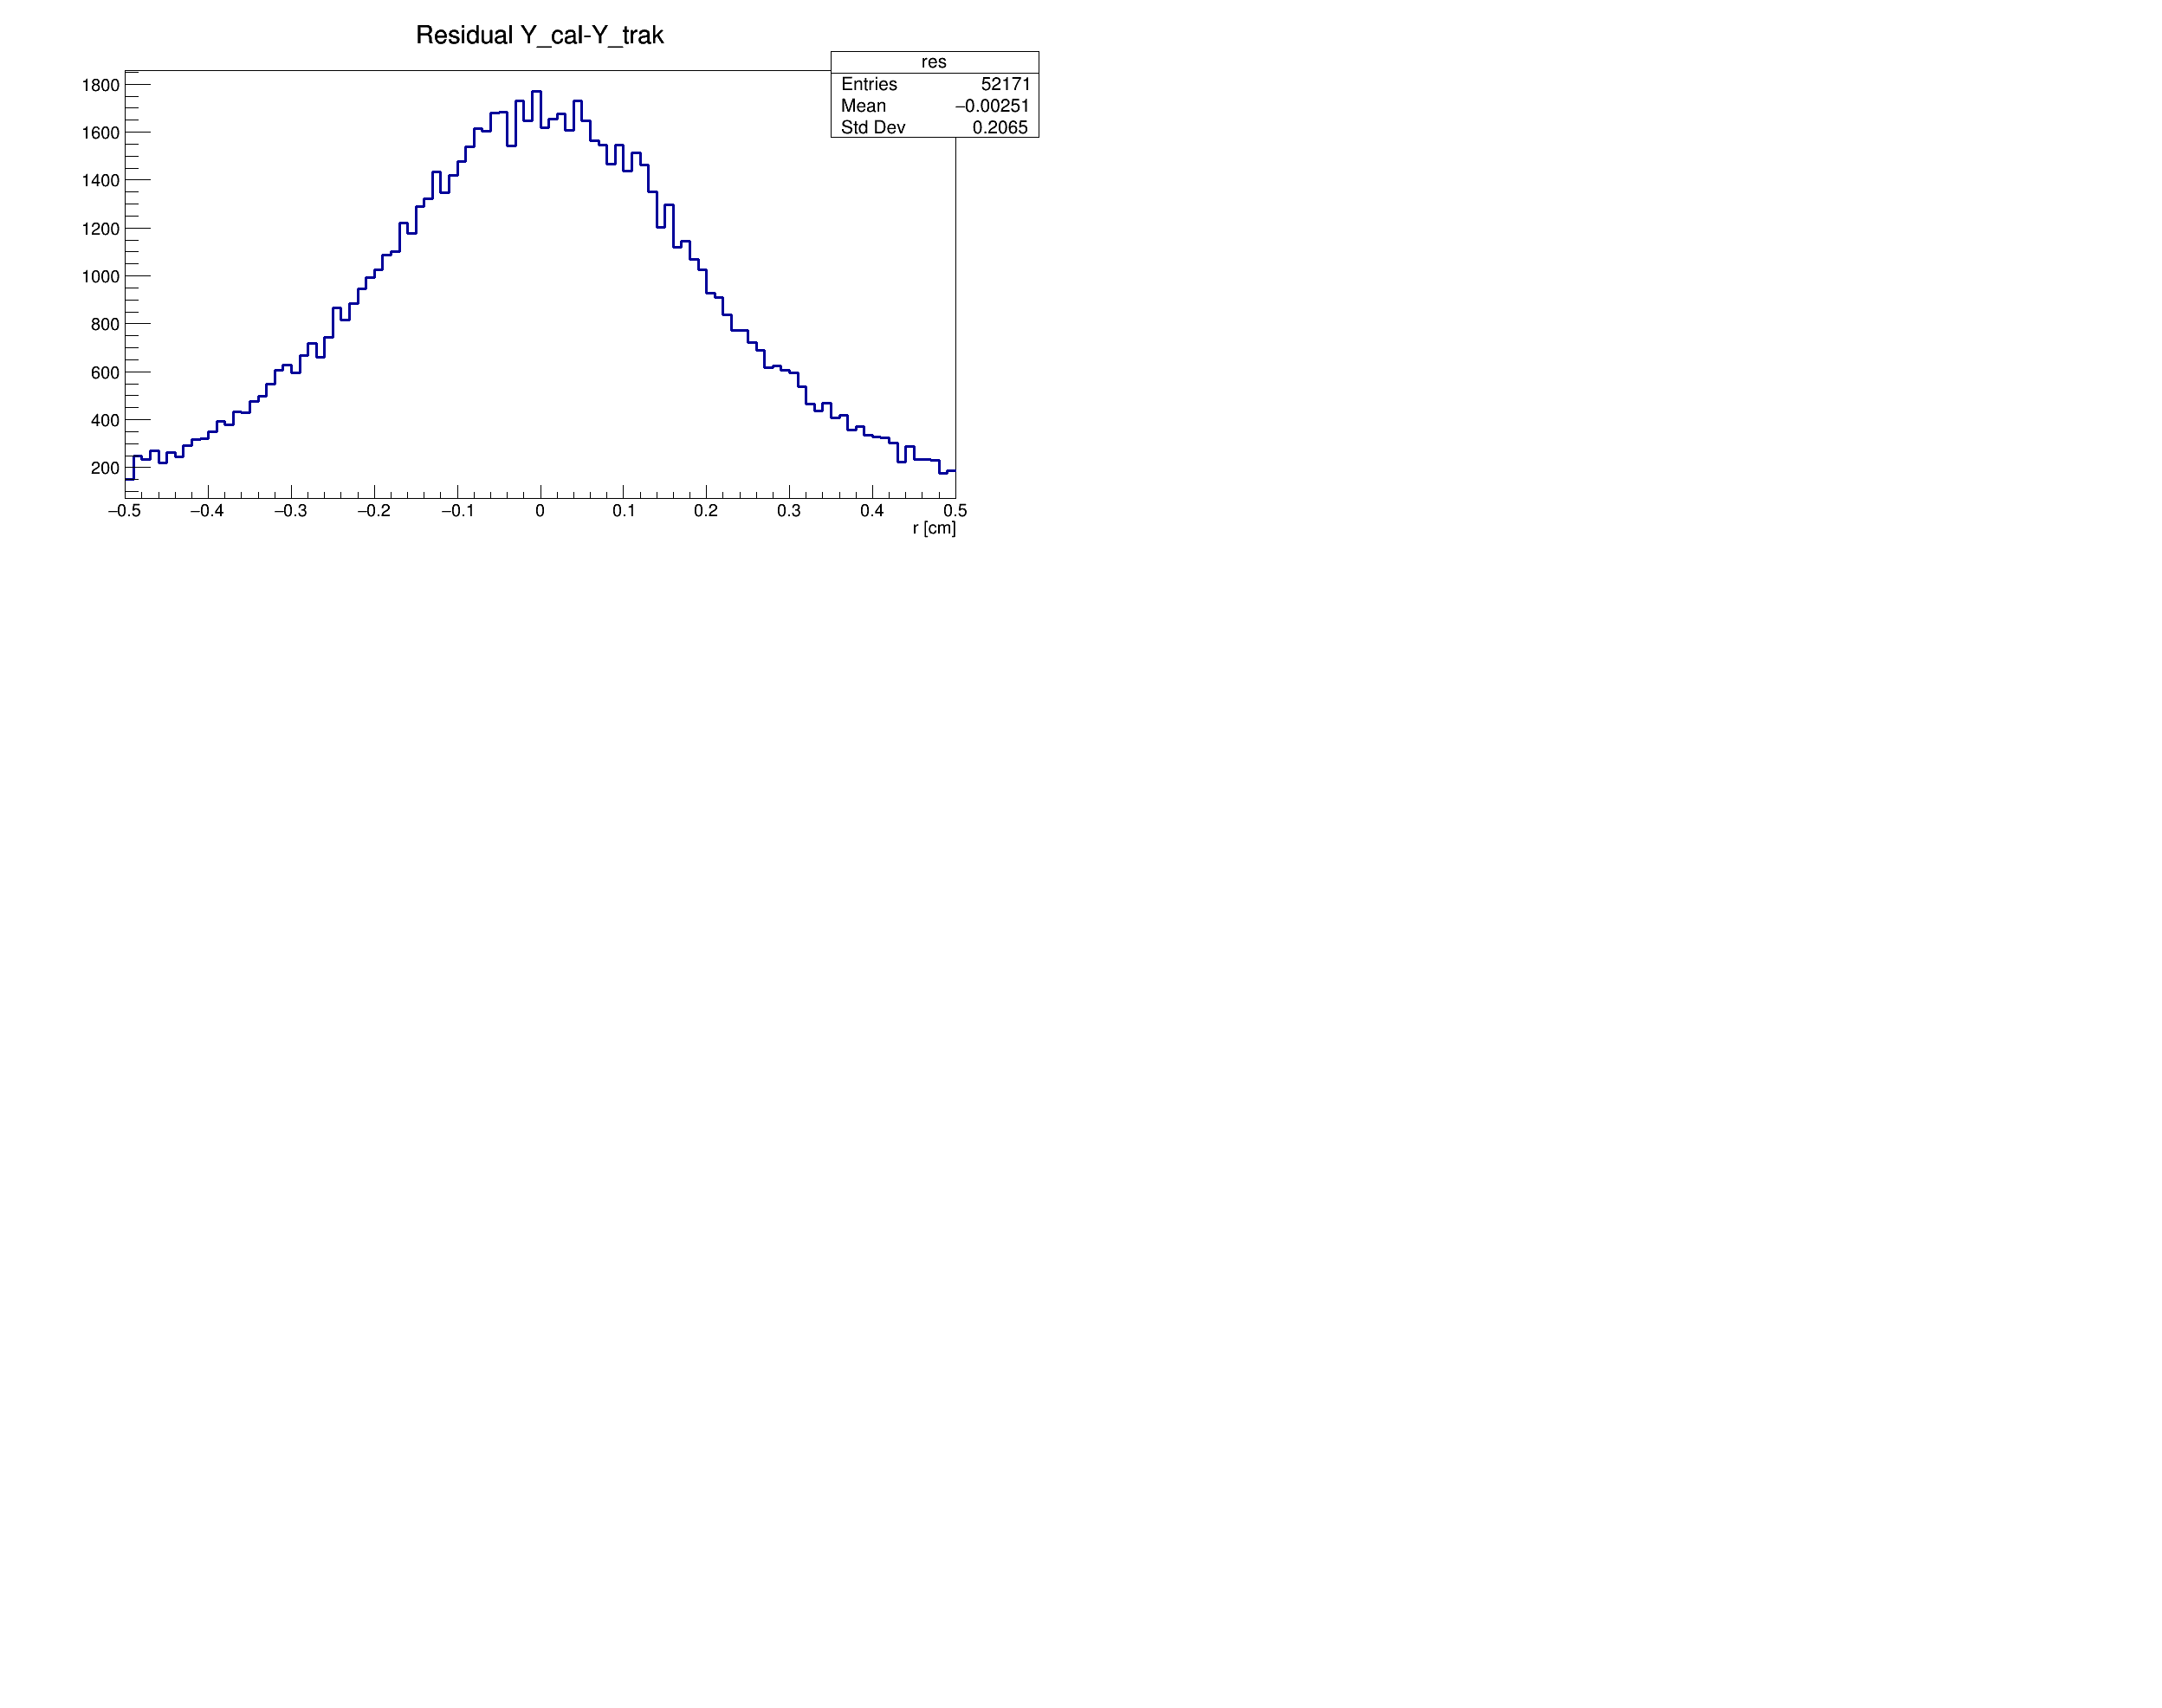 Residual Y_cal-Y_trak
res
Entries 52171
Mean −0.00251
Std Dev 0.2065
1800
1600
1400
1200
1000
800
600
400
200
−0.5 −0.4 −0.3 −0.2 −0.1 0 0.1 0.2 0.3 0.4 0.5
r [cm]